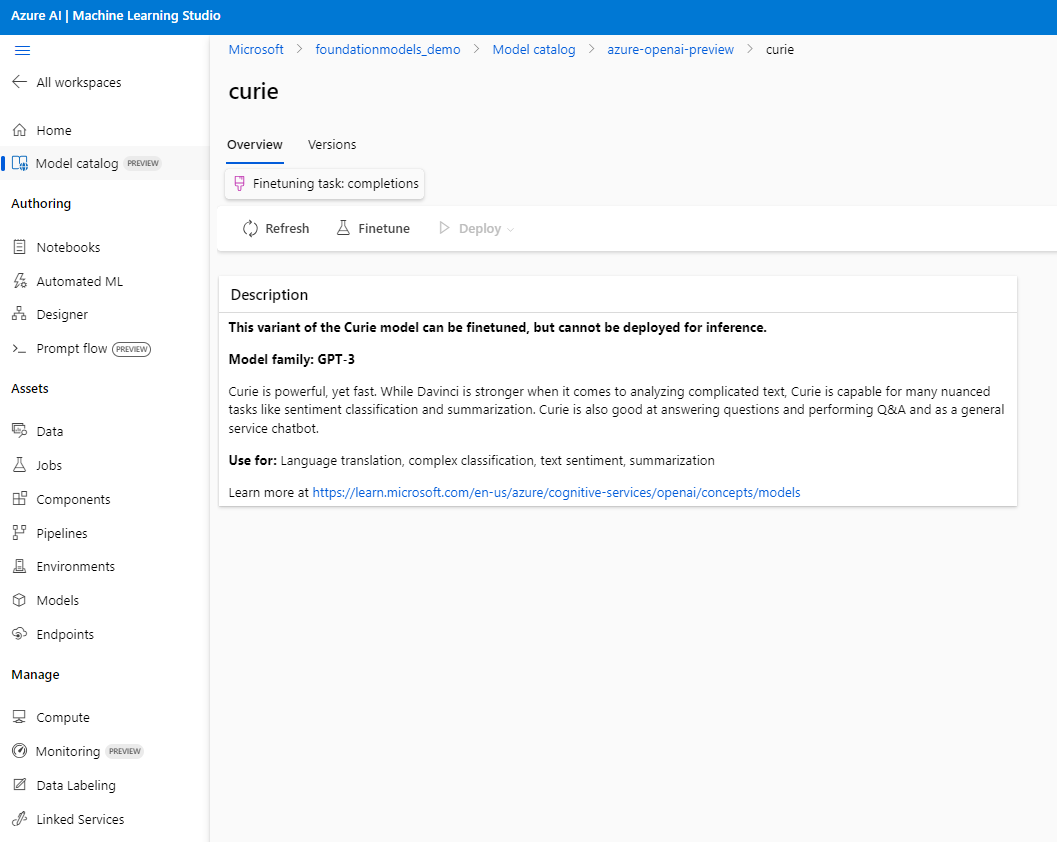 Azure AI | Machine Learning Studio
Microsoft > foundationmodels_demo > Model catalog > azure-openai-preview > curie
All workspaces
Home
Model catalog PREVIEW
Authoring
Notebooks
Automated ML
Designer
Prompt flow PREVIEW
Assets
Data
Jobs
Components
Pipelines
Environments
Models
Endpoints
Manage
Compute
Monitoring PREVIEW
Data Labeling
Linked Services
curie
Overview Versions
Finetuning task: completions
Refresh Finetune Deploy
Description
This variant of the Curie model can be finetuned, but cannot be deployed for inference.
Model family: GPT-3
Curie is powerful, yet fast. While Davinci is stronger when it comes to analyzing complicated text, Curie is capable for many nuanced
tasks like sentiment classification and summarization. Curie is also good at answering questions and performing Q&A and as a general
service chatbot.
Use for: Language translation, complex classification, text sentiment, summarization
Learn more at https://learn.microsoft.com/en-us/azure/cognitive-services/openai/concepts/models